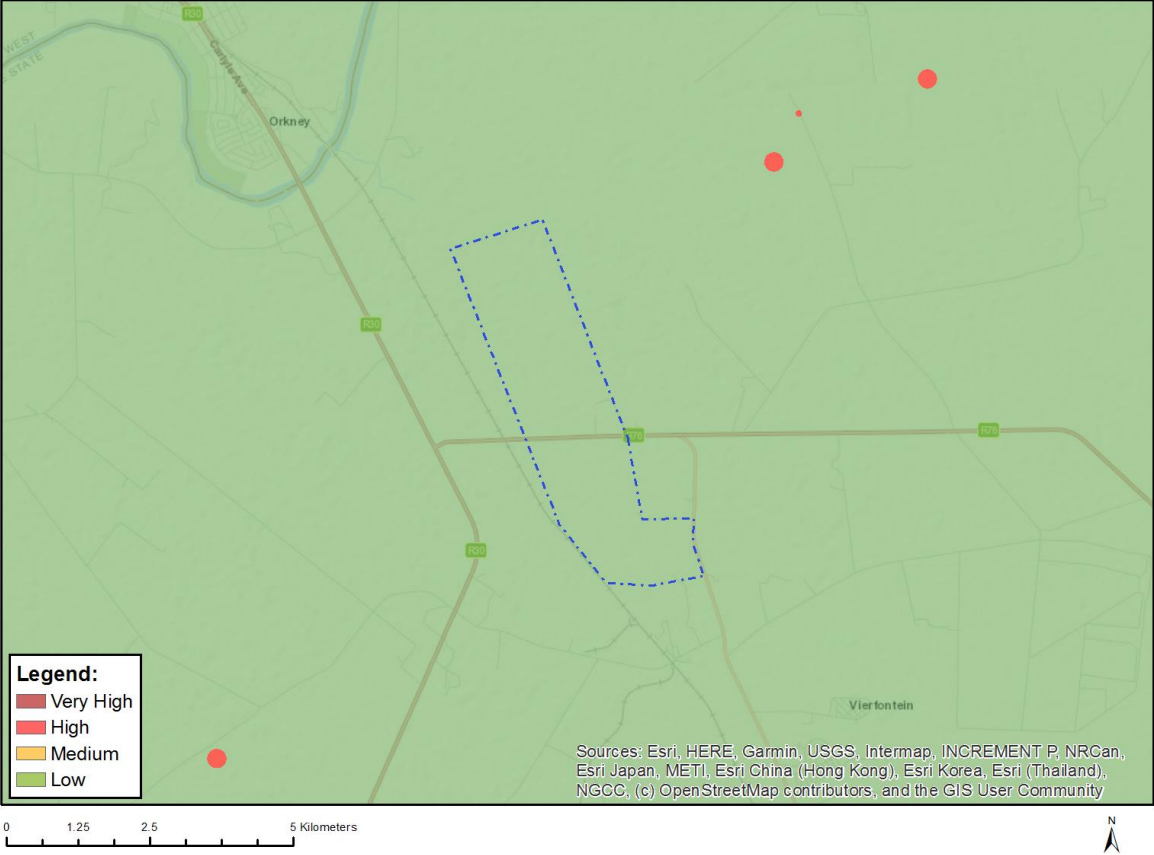 R30
WEST
STATE
Carlyle Ave
Orkney
R30
R76
R76
R30
Vierfontein
Legend:
Very High
High
Medium
Low
Sources: Esri, HERE, Garmin, USGS, Intermap, INCREMENT P, NRCan,
Esri Japan, METI, Esri China (Hong Kong), Esri Korea, Esri (Thailand),
NGCC, (c) OpenStreetMap contributors, and the GIS User Community
0 1.25 2.5 5 Kilometers
N